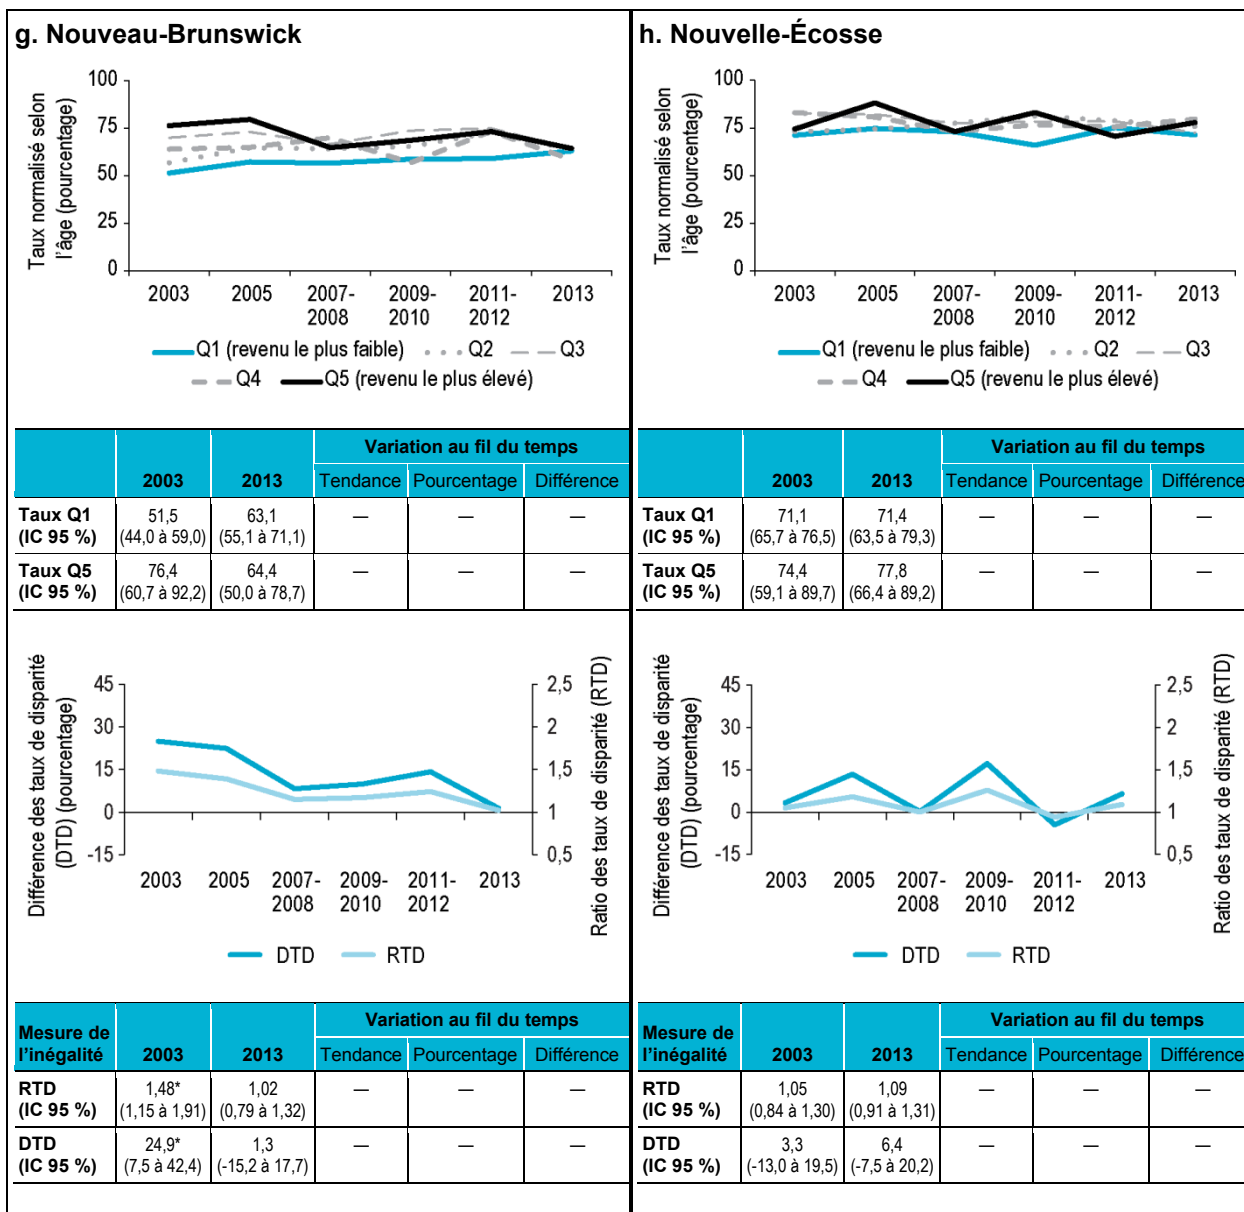 g. Nouveau-Brunswick
Taux normalisé selon
l'âge (pourcentage)
100
75
50
25
0
2003 2005 2007-2008 2009-2010 2011-2012 2013
Q1 (revenu le plus faible) Q2 Q3
Q4 Q5 (revenu le plus élevé)
2003 2013 Variation au fil du temps
Tendance Pourcentage Différence
Taux Q1 51,5 63,1 — — —
(IC 95 %) (44,0 à 59,0) (55,1 à 71,1)
Taux Q5 76,4 64,4 — — —
(IC 95 %) (60,7 à 92,2) (50,0 à 78,7)
Différence des taux de disparité
(DTD) (pourcentage)
45
30
15
0
-15
2,5
2
1,5
1
0,5
Ratio des taux de disparité (RTD)
2003 2005 2007-2008 2009-2010 2011-2012 2013
DTD RTD
Mesure de
l'inégalité 2003 2013 Variation au fil du temps
Tendance Pourcentage Différence
RTD 1,48* 1,02 — — —
(IC 95 %) (1,15 à 1,91) (0,79 à 1,32)
DTD 24,9* 1,3 — — —
(IC 95 %) (7,5 à 42,4) (-15,2 à 17,7)
h. Nouvelle-Écosse
Taux normalisé selon
l'âge (pourcentage)
100
75
50
25
0
2003 2005 2007-2008 2009-2010 2011-2012 2013
Q1 (revenu le plus faible) Q2 Q3
Q4 Q5 (revenu le plus élevé)
2003 2013 Variation au fil du temps
Tendance Pourcentage Différence
Taux Q1 71,1 71,4 — — —
(IC 95 %) (65,7 à 76,5) (63,5 à 79,3)
Taux Q5 74,4 77,8 — — —
(IC 95 %) (59,1 à 89,7) (66,4 à 89,2)
Différence des taux de disparité
(DTD) (pourcentage)
45
30
15
0
-15
2,5
2
1,5
1
0,5
Ratio des taux de disparité (RTD)
2003 2005 2007-2008 2009-2010 2011-2012 2013
DTD RTD
Mesure de
l'inégalité 2003 2013 Variation au fil du temps
Tendance Pourcentage Différence
RTD 1,05 1,09 — — —
(IC 95 %) (0,84 à 1,30) (0,91 à 1,31)
DTD 3,3 6,4 — — —
(IC 95 %) (-13,0 à 19,5) (-7,5 à 20,2)